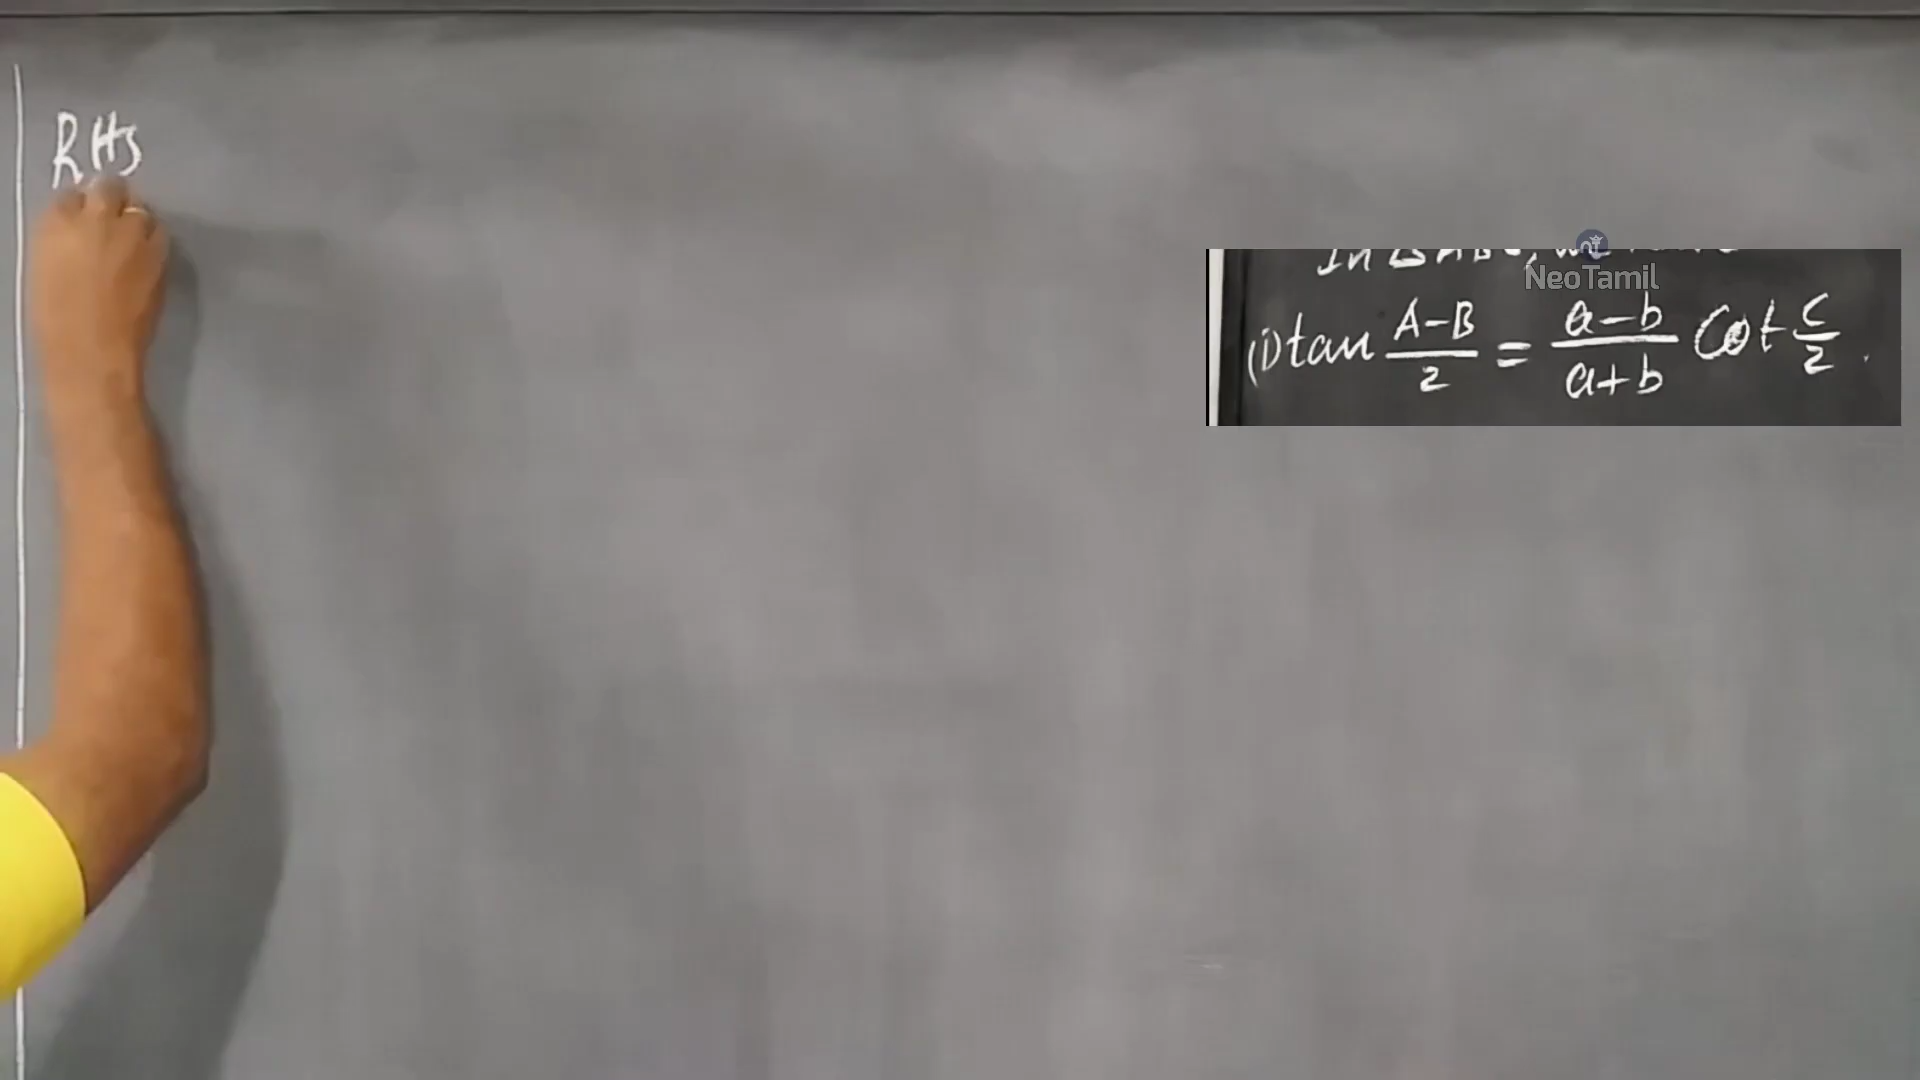 RHS
NeoTamil
(i) tan A-B/2 = a-b/a+b Cot C/2 .